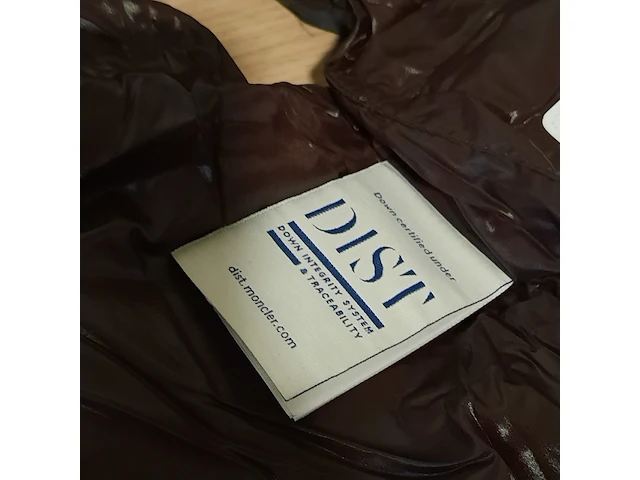 Down certified under
DIST
DOWN INTEGRITY SYSTEM
& TRACEABILITY
dist.moncler.com